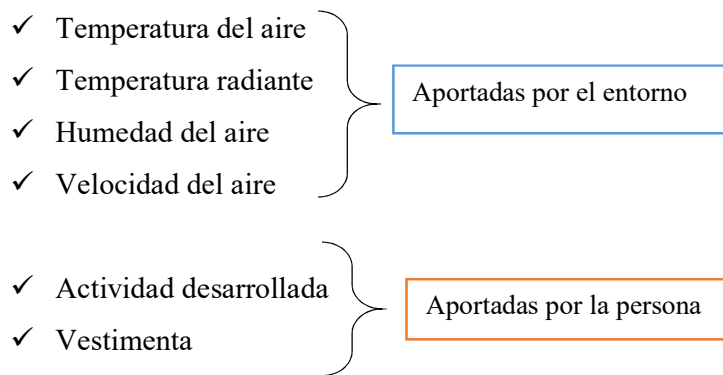 ✓ Temperatura del aire
✓ Temperatura radiante
✓ Humedad del aire
✓ Velocidad del aire
Aportadas por el entorno
✓ Actividad desarrollada
✓ Vestimenta
Aportadas por la persona